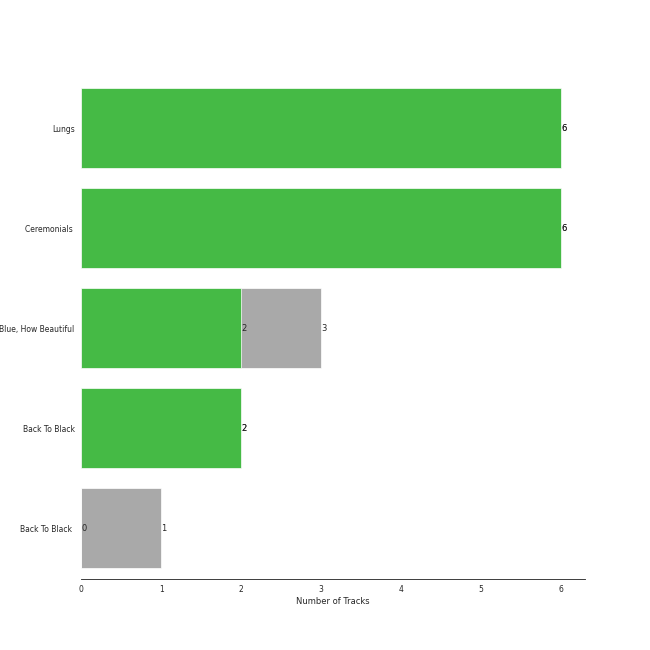 Lungs
6
Ceremonials
6
Blue, How Beautiful
2
3
Back To Black
2
Back To Black
0
1
0 1 2 3 4 5 6
Number of Tracks